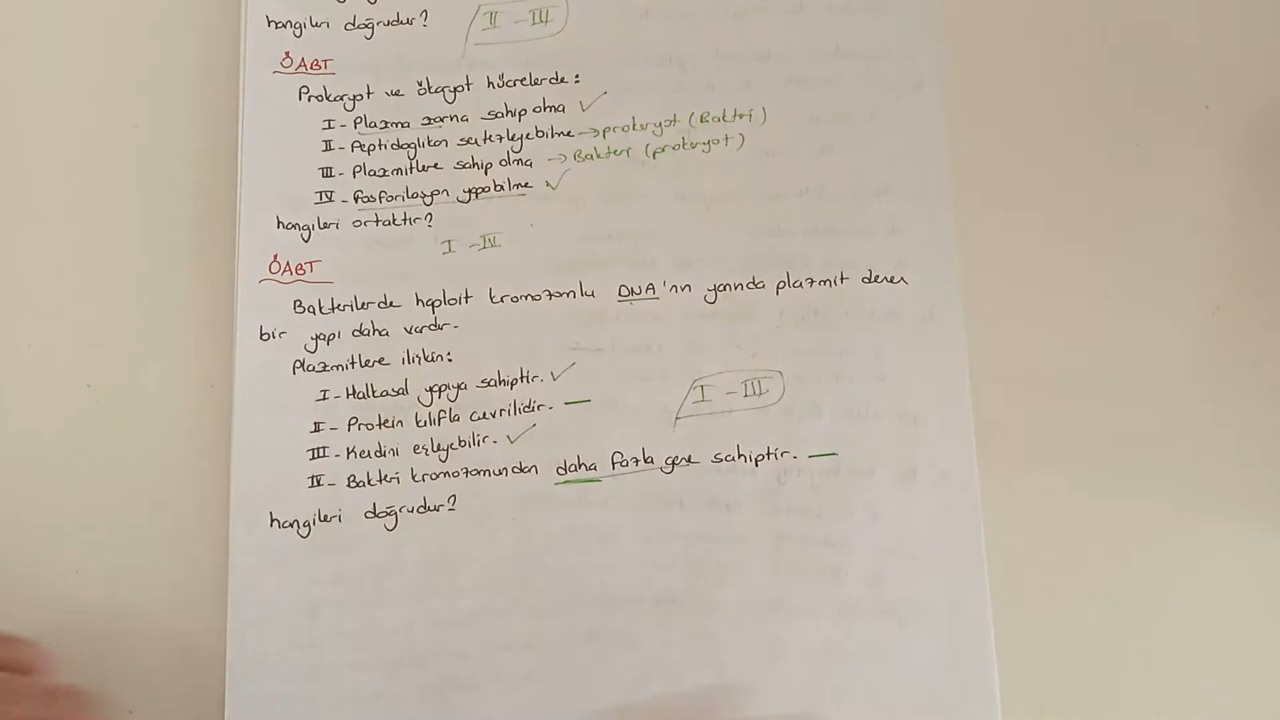 hangileri doğrudur? II - III
ÖABT
Prokaryot ve ökaryot hücrelerde:
I - Plazma zarına sahip olma ✓
II - Peptidoglikan sentezleyebilme → prokaryot (Bakteri)
III - Plazmitlere sahip olma → Bakteri (prokaryot)
IV - Fosforilasyon yapabilme ✓
hangileri ortaktır?
I - IV
ÖABT
Bakterilerde haploit kromozomlu DNA'nın yanında plazmit denen
bir yapı daha vardır.
Plazmitlere ilişkin:
I - Halkasal yapıya sahiptir. ✓
II - Protein kılıfla çevrilidir. —
I - III
III - Kendini eşleyebilir. ✓
IV - Bakteri kromozomundan daha fazla gene sahiptir. —
hangileri doğrudur?